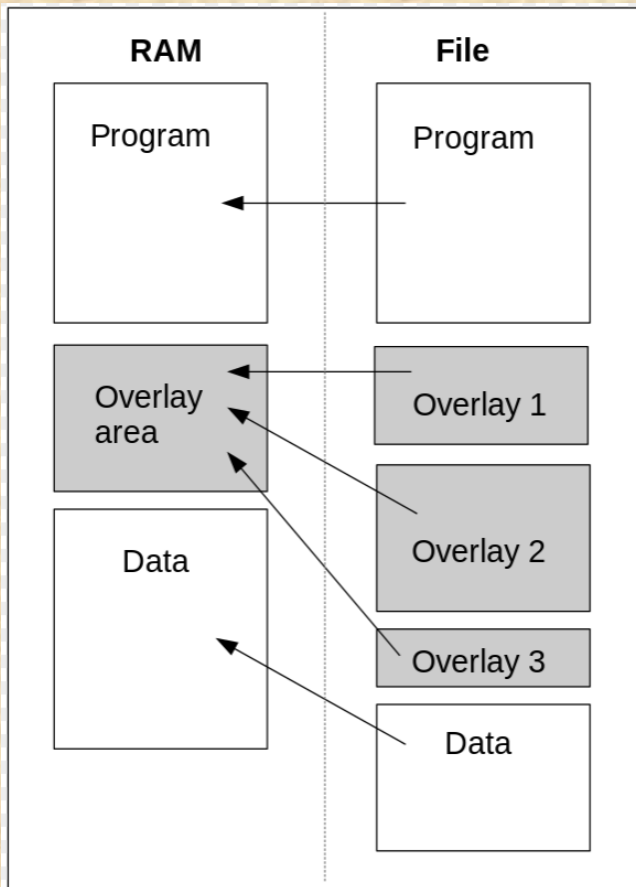 RAM
File
Program
Program
Overlay
area
Overlay 1
Overlay 2
Data
Overlay 3
Data